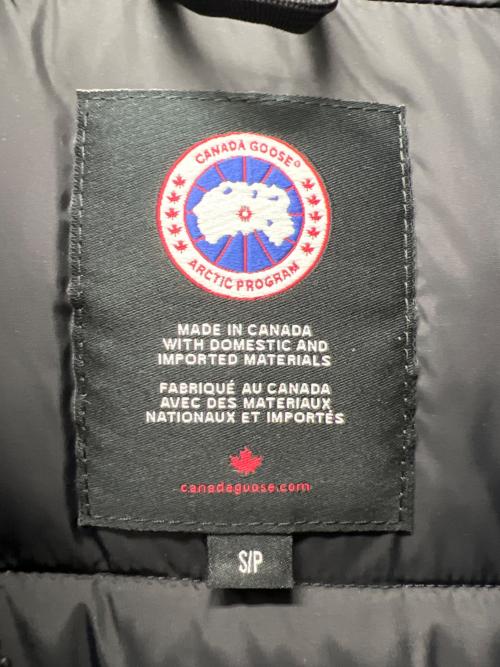 CANADA GOOSE®
ARCTIC PROGRAM
MADE IN CANADA
WITH DOMESTIC AND
IMPORTED MATERIALS
FABRIQUÉ AU CANADA
AVEC DES MATERIAUX
NATIONAUX ET IMPORTÉS
canadagoose.com
S/P